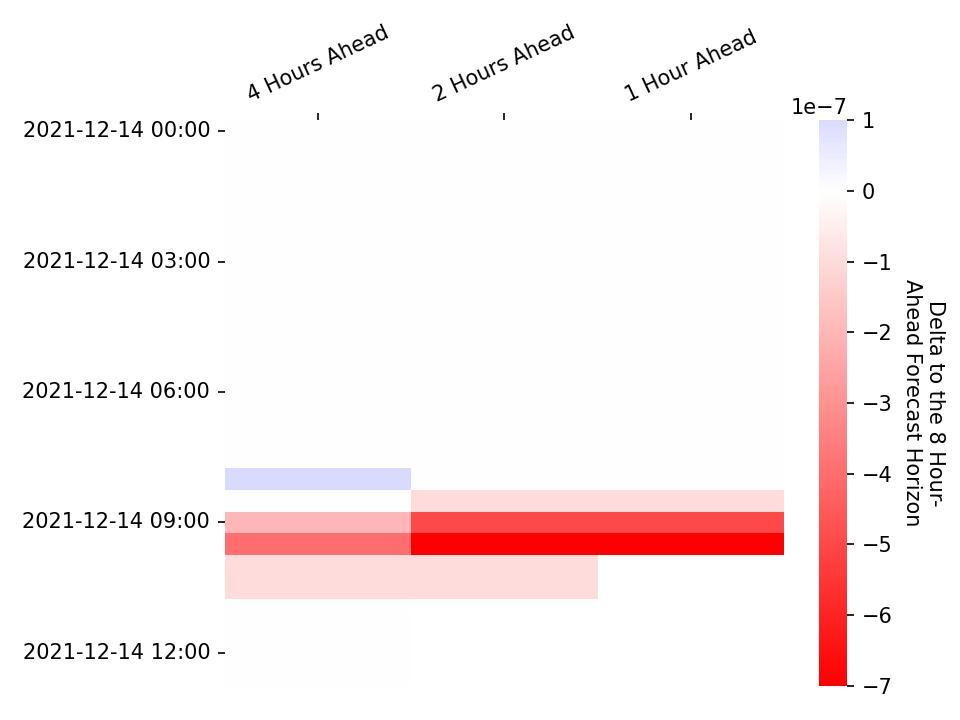 4 Hours Ahead
2 Hours Ahead
1 Hour Ahead
2021-12-14 00:00
2021-12-14 03:00
2021-12-14 06:00
2021-12-14 09:00
2021-12-14 12:00
1e−7
1
0
−1
−2
−3
−4
−5
−6
−7
Delta to the 8 Hour-
Ahead Forecast Horizon